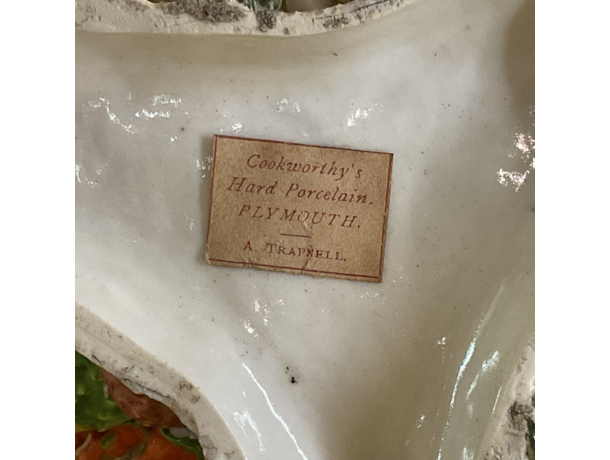 Cookworthy's
Hard Porcelain.
PLYMOUTH.
A. TRAPNELL.